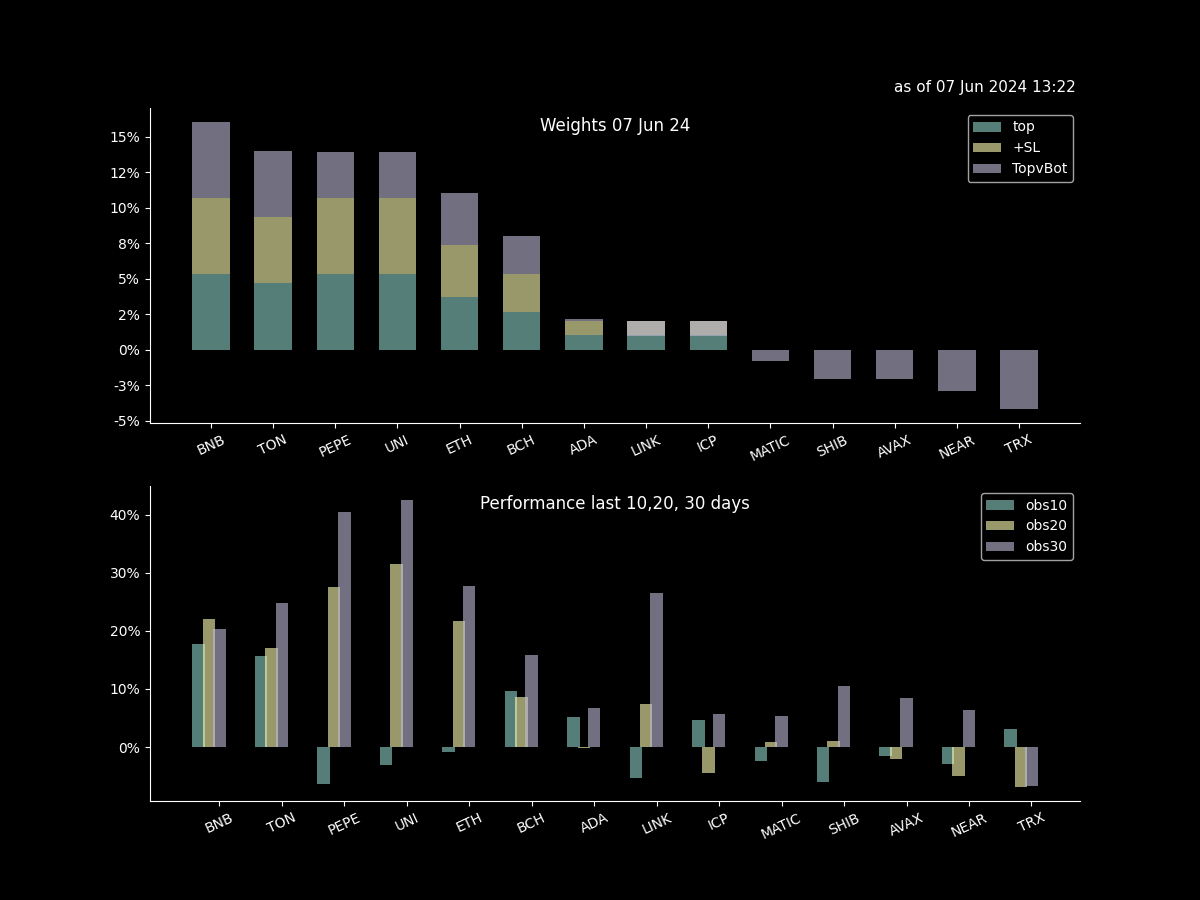 as of 07 Jun 2024 13:22
Weights 07 Jun 24
top
+SL
TopvBot
15%
12%
10%
8%
5%
2%
0%
-3%
-5%
BNB TON PEPE UNI ETH BCH ADA LINK ICP MATIC SHIB AVAX NEAR TRX
Performance last 10,20, 30 days
obs10
obs20
obs30
40%
30%
20%
10%
0%
BNB TON PEPE UNI ETH BCH ADA LINK ICP MATIC SHIB AVAX NEAR TRX